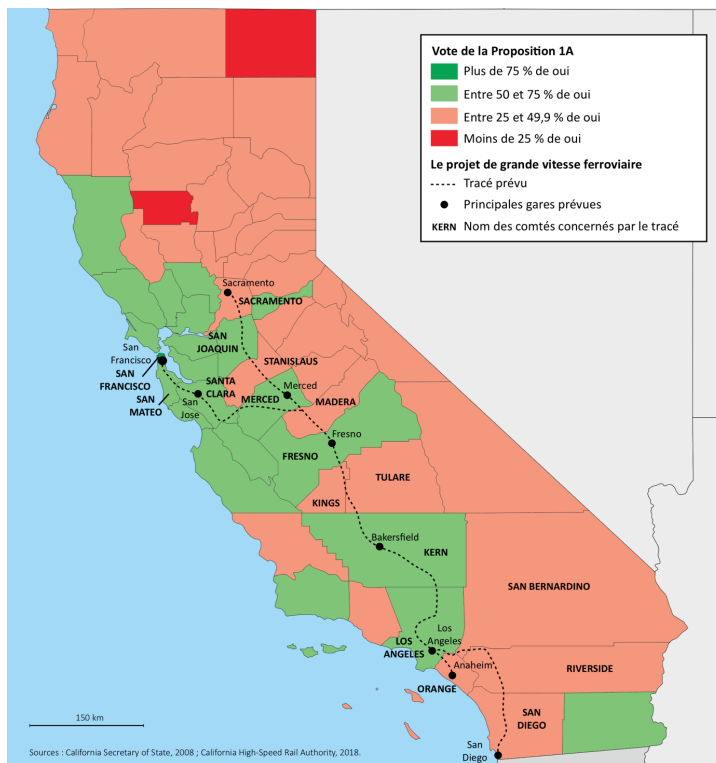 Vote de la Proposition 1A
Plus de 75 % de oui
Entre 50 et 75 % de oui
Entre 25 et 49,9 % de oui
Moins de 25 % de oui
Le projet de grande vitesse ferroviaire
Tracé prévu
Principales gares prévues
KERN Nom des comtés concernés par le tracé
Sacramento
SACRAMENTO
SAN
JOAQUIN
San
Francisco
SAN
FRANCISCO
STANISLAUS
SANTA
CLARA
SAN
MATEO
San
Jose
MERCED
Merced
MADERA
Fresno
FRESNO
TULARE
KINGS
Bakersfield
KERN
SAN BERNARDINO
Los
Angeles
LOS
ANGELES
Anaheim
ORANGE
RIVERSIDE
SAN
DIEGO
San
Diego
150 km
Sources : California Secretary of State, 2008 ; California High-Speed Rail Authority, 2018.